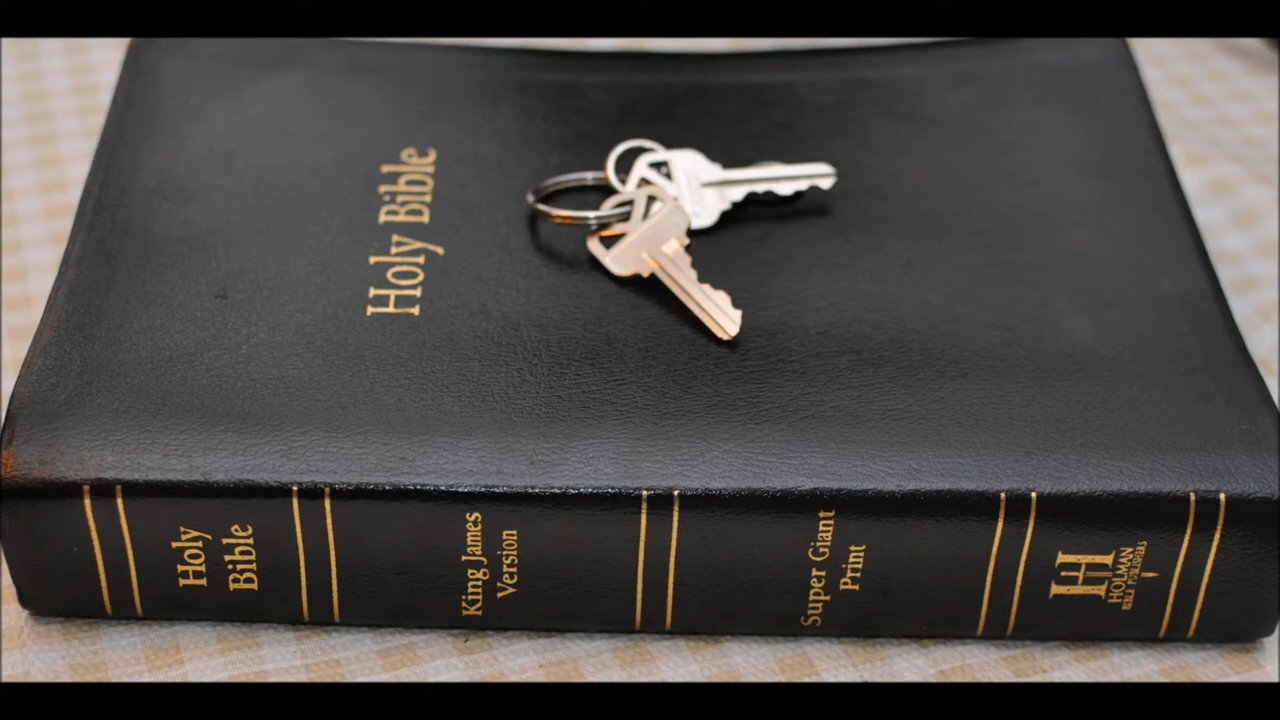 Holy Bible
Holy
Bible
King James
Version
Super Giant
Print
HOLMAN
BIBLE PUBLISHERS